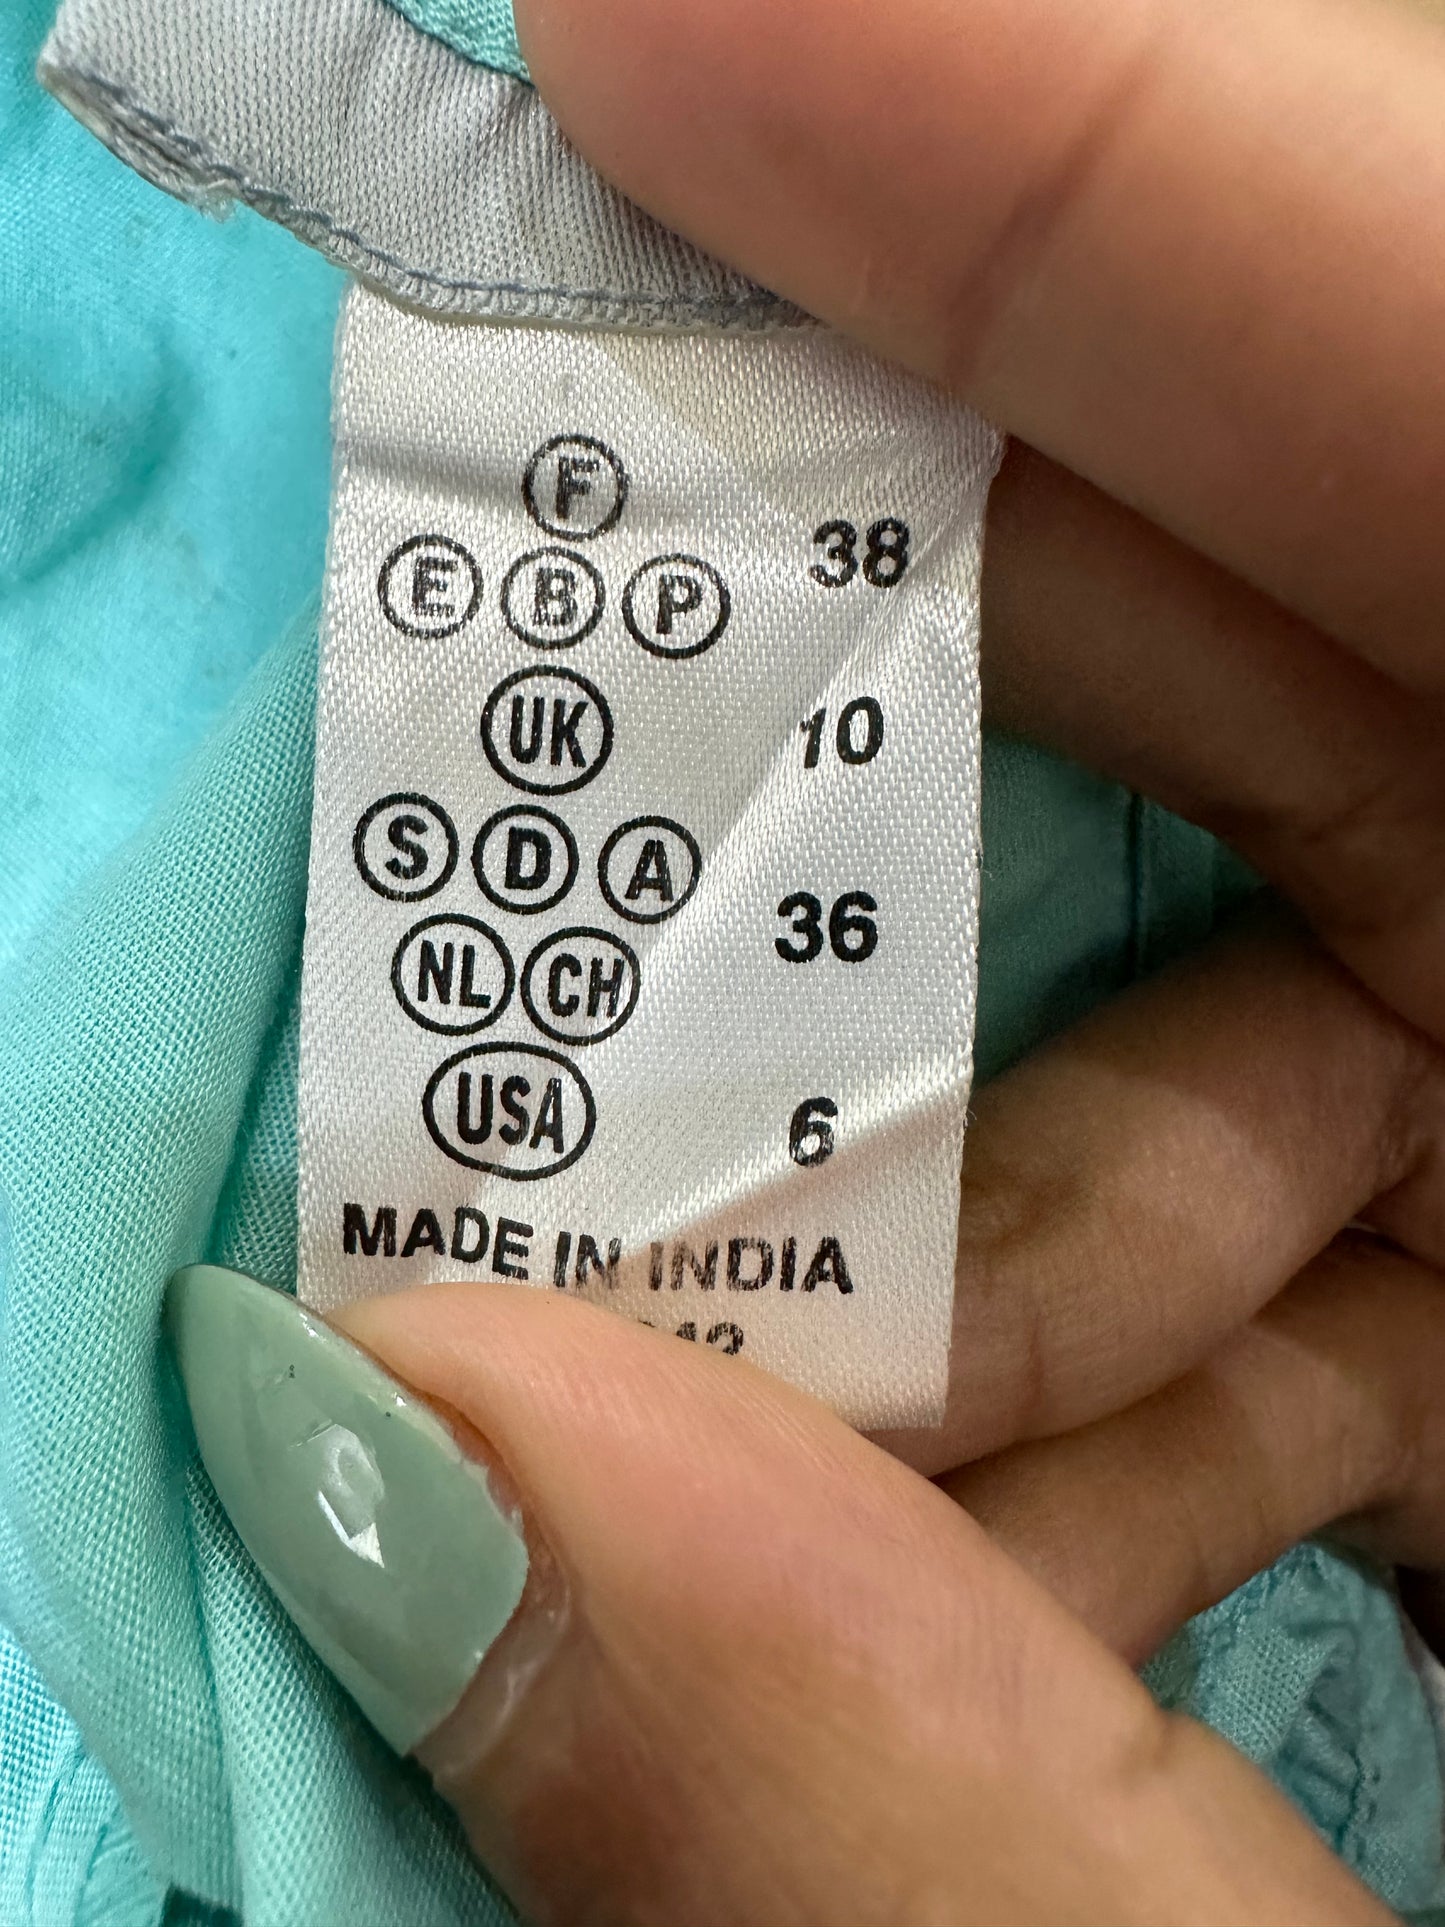 F
E B P 38
UK 10
S D A
NL CH 36
USA 6
MADE IN INDIA